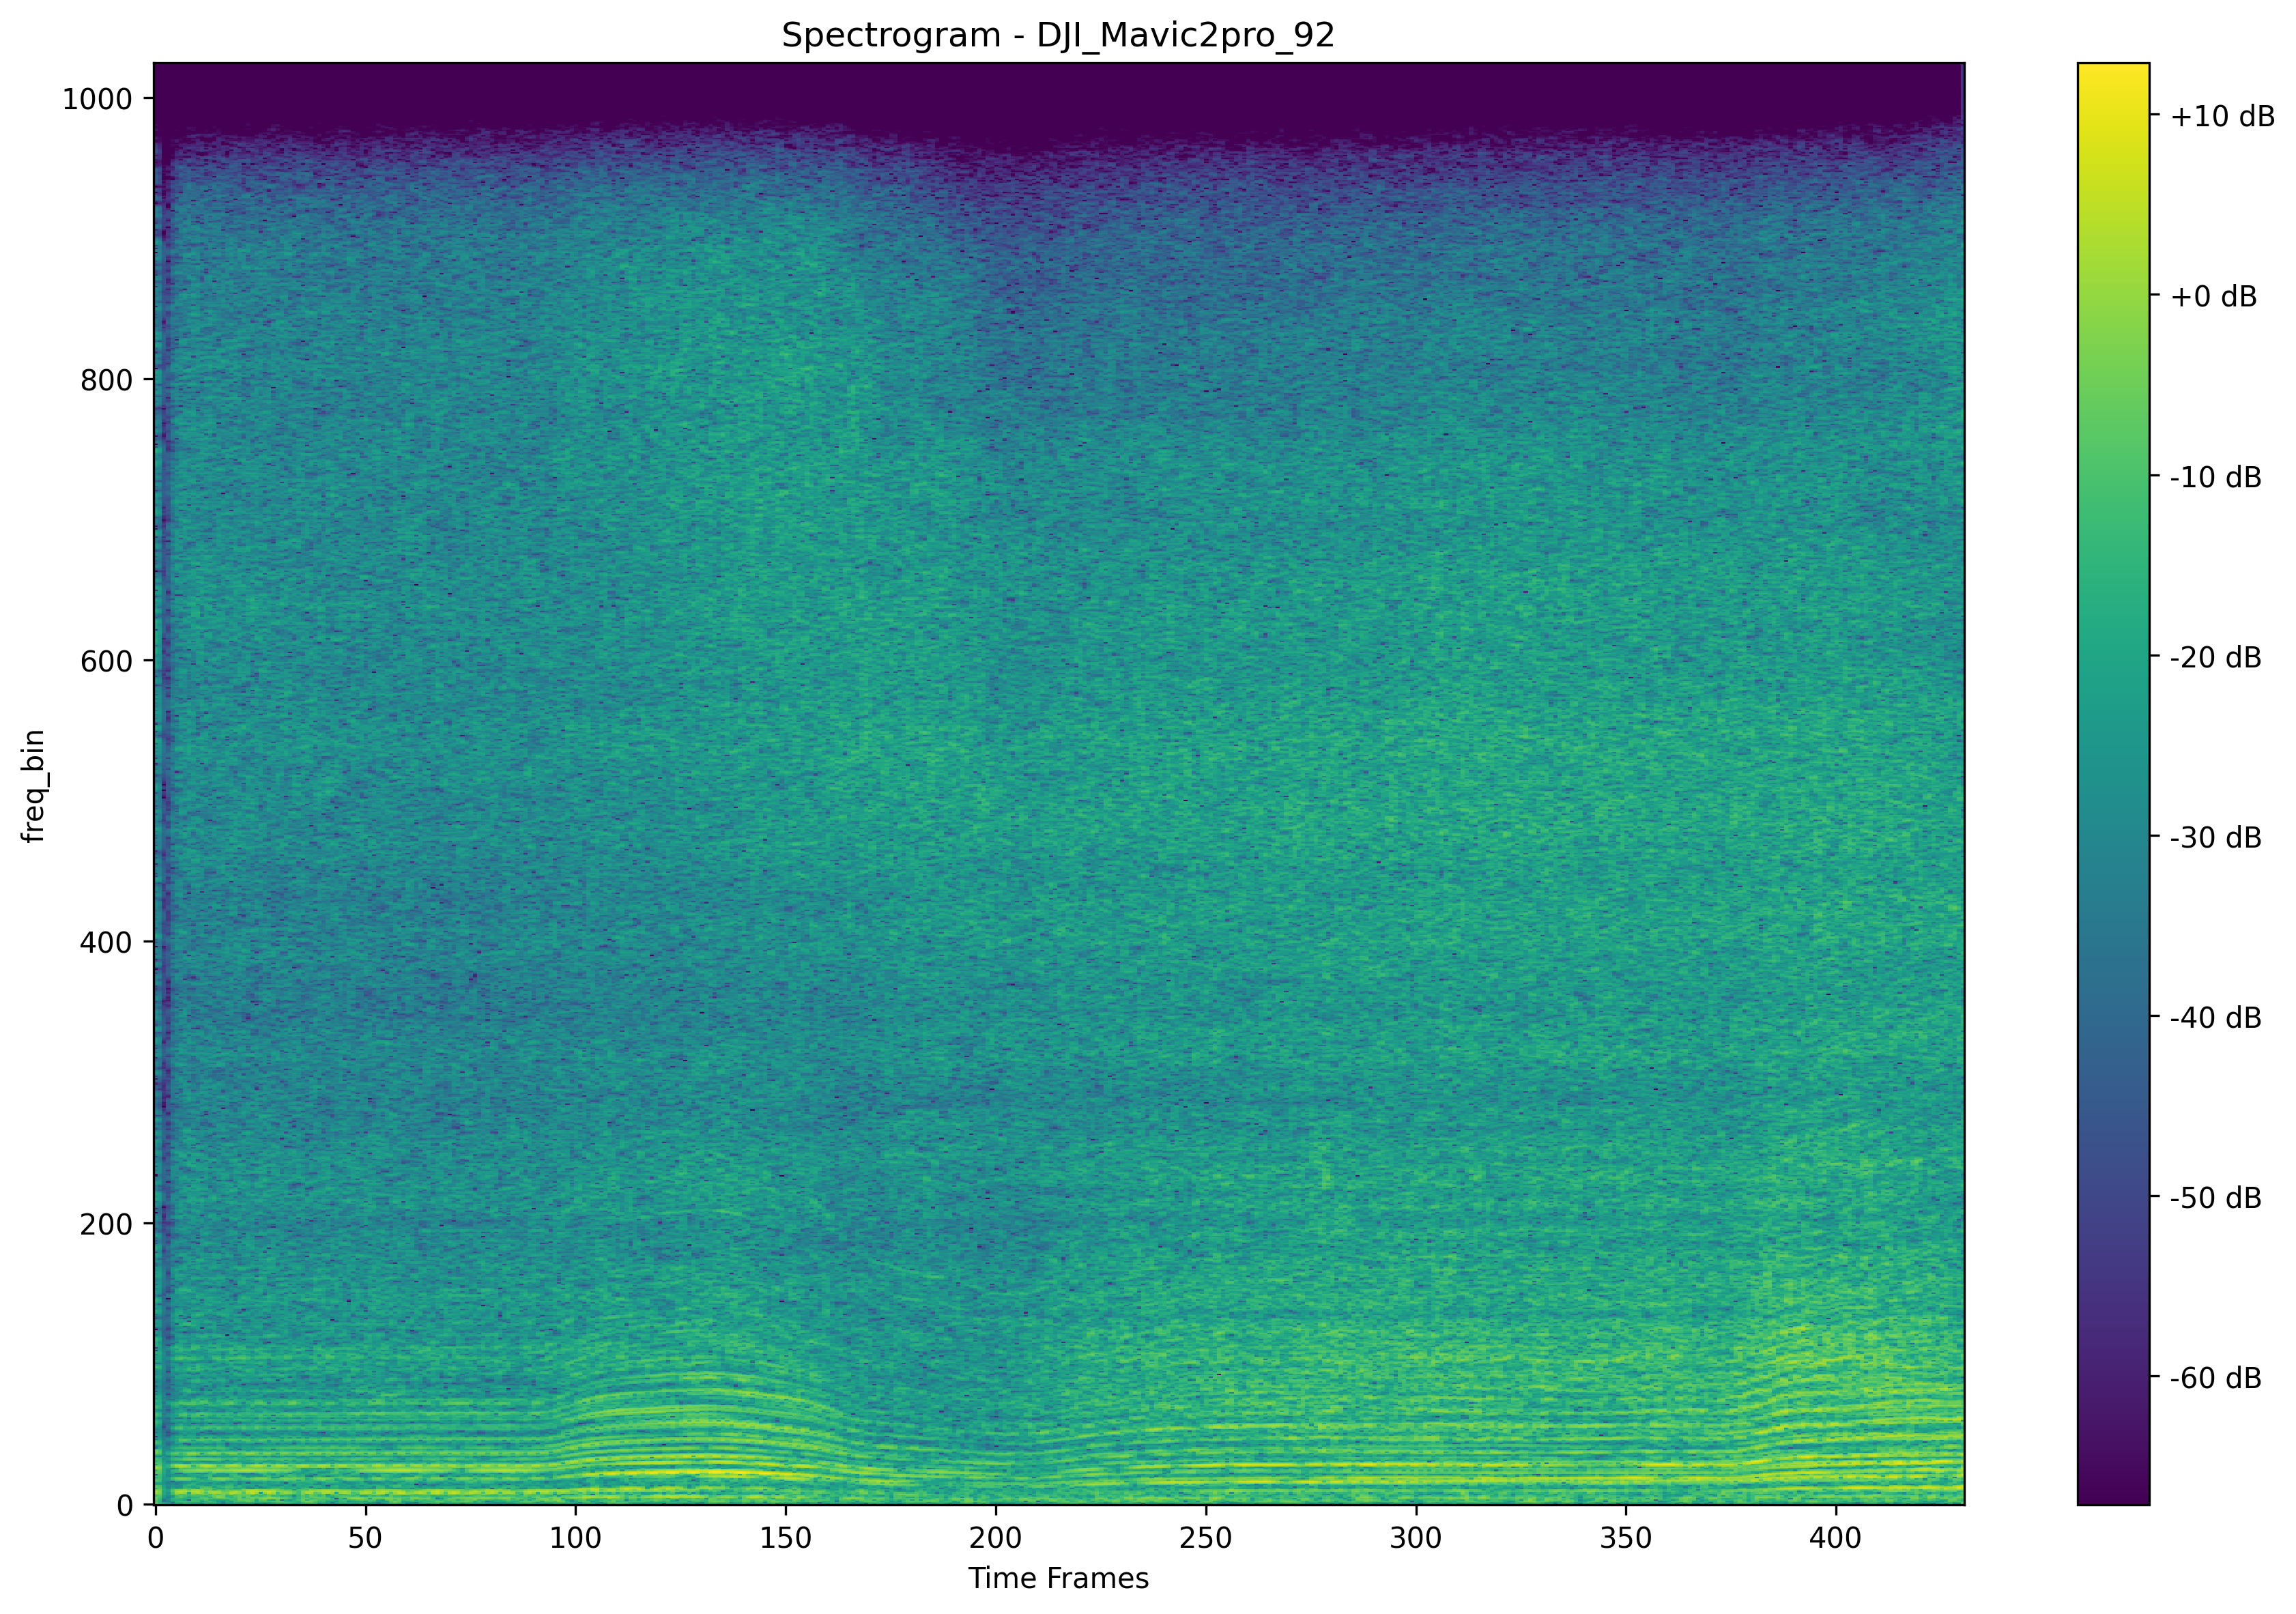 Spectrogram - DJI_Mavic2pro_92
freq_bin
1000
800
600
400
200
0
0 50 100 150 200 250 300 350 400
Time Frames
+10 dB
+0 dB
-10 dB
-20 dB
-30 dB
-40 dB
-50 dB
-60 dB